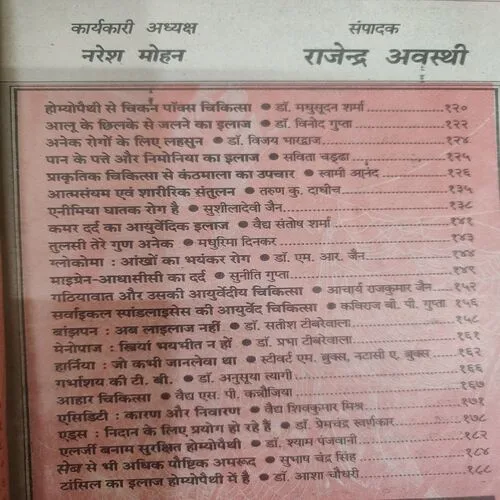 कार्यकारी अध्यक्ष
नरेश मोहन
संपादक
राजेन्द्र अवस्थी
होम्योपैथी से चिकन पॉक्स चिकित्सा ● डॉ. मधुसूदन शर्मा ....................१२०
आलू के छिलके से जलने का इलाज ● डॉ. विनोद गुप्ता ....................१२२
अनेक रोगों के लिए लहसुन ● डॉ. विजय भारद्वाज ....................१२४
पान के पत्ते और निमोनिया का इलाज ● सविता चड्ढा ....................१२५
प्राकृतिक चिकित्सा से कंठमाला का उपचार ● स्वामी आनंद ....................१२६
आत्मसंयम एवं शारीरिक संतुलन ● तरुण कु. दाधीच ....................१३५
एनीमिया घातक रोग है ● सुशीलादेवी जैन ....................१३८
कमर दर्द का आयुर्वेदिक इलाज ● वैद्य संतोष शर्मा ....................१४१
तुलसी तेरे गुण अनेक ● मधुरिमा दिनकर ....................१४३
ग्लोकोमा : आंखों का भयंकर रोग ● डॉ. एम. आर. जैन ....................१४४
माइग्रेन-आधासीसी का दर्द ● सुनीति गुप्ता ....................१४९
गठियावात और उसकी आयुर्वेदीय चिकित्सा ● आचार्य राजकुमार जैन ....................१५२
सर्वाइकल स्पांडलाइसेस की आयुर्वेद चिकित्सा ● कविराज बी. पी. गुप्ता ....................१५६
बांझपन : अब लाइलाज नहीं ● डॉ. सतीश टीबरेवाला ....................१५८
मेनोपाज : स्त्रियां भयभीत न हों ● डॉ. प्रभा टीबरेवाला ....................१६१
हार्निया : जो कभी जानलेवा था ● स्टीवर्ट एम. ब्रुक्स, नटासी ए. ब्रुक्स ....................१६२
गर्भाशय की टी. बी. ● डॉ. अनुसूया त्यागी ....................१६६
आहार चिकित्सा ● वैद्य एस. पी. कन्नौजिया ....................१६७
एसिडिटी : कारण और निवारण ● वैद्य शिवकुमार मिश्र ....................१७१
एड्स : निदान के लिए प्रयोग हो रहे हैं ● डॉ. प्रेमचंद्र स्वर्णकार ....................१७८
एलर्जी बनाम सुरक्षित होम्योपैथी ● डॉ. श्याम पंजवानी ....................१८२
सेब से भी अधिक पौष्टिक अमरूद ● सुभाष चंद्र सिंह ....................१८४
टांसिल का इलाज होम्योपैथी में है ● डॉ. आशा चौधरी ....................१८८